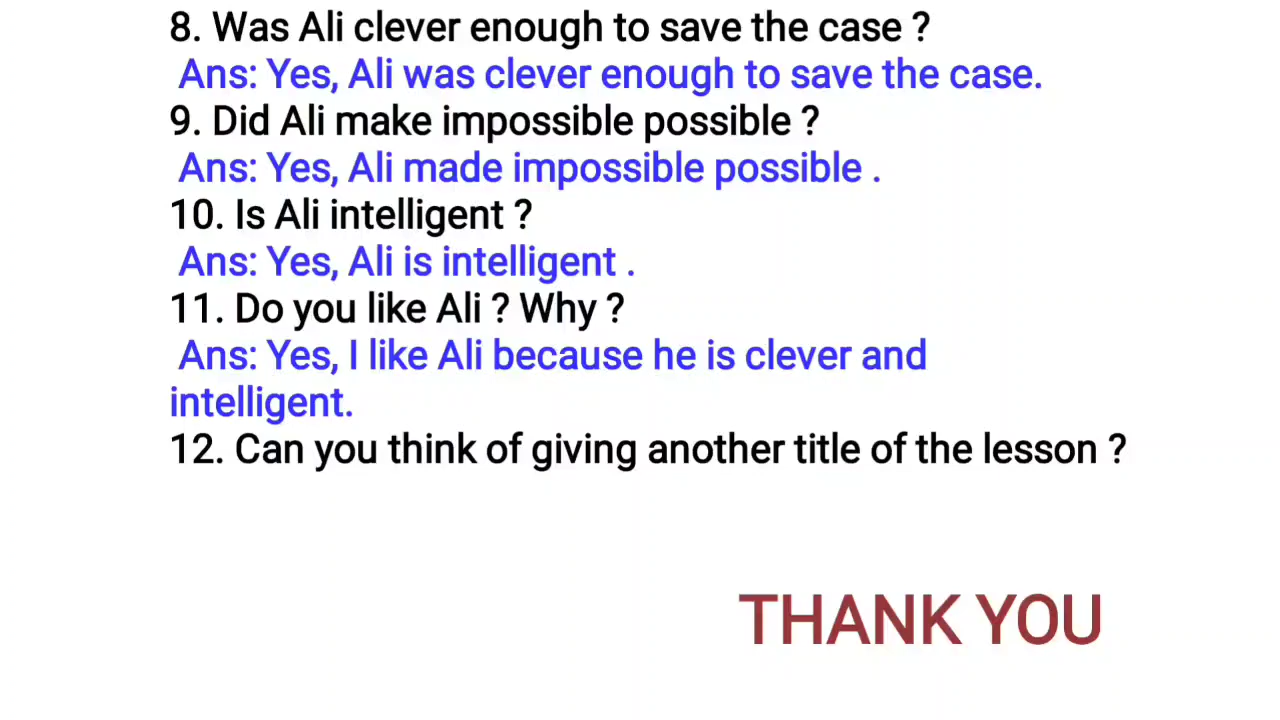 8. Was Ali clever enough to save the case ?
Ans: Yes, Ali was clever enough to save the case.
9. Did Ali make impossible possible ?
Ans: Yes, Ali made impossible possible .
10. Is Ali intelligent ?
Ans: Yes, Ali is intelligent .
11. Do you like Ali ? Why ?
Ans: Yes, I like Ali because he is clever and
intelligent.
12. Can you think of giving another title of the lesson ?
THANK YOU